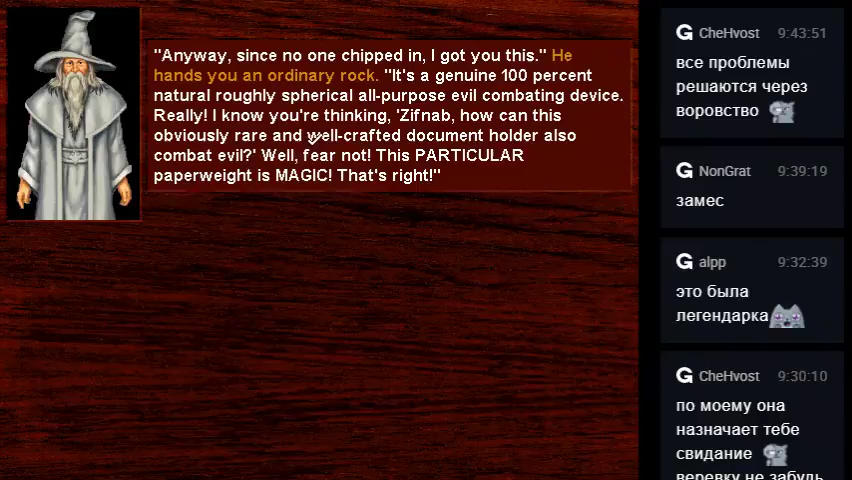 "Anyway, since no one chipped in, I got you this." He
hands you an ordinary rock. "It's a genuine 100 percent
natural roughly spherical all-purpose evil combating device.
Really! I know you're thinking, 'Zifnab, how can this
obviously rare and well-crafted document holder also
combat evil?' Well, fear not! This PARTICULAR
paperweight is MAGIC! That's right!"
G CheHvost 9:43:51
все проблемы
решаются через
воровство
G NonGrat 9:39:19
замес
G alpp 9:32:39
это была
легендарка
G CheHvost 9:30:10
по моему она
назначает тебе
свидание
веревку не забудь